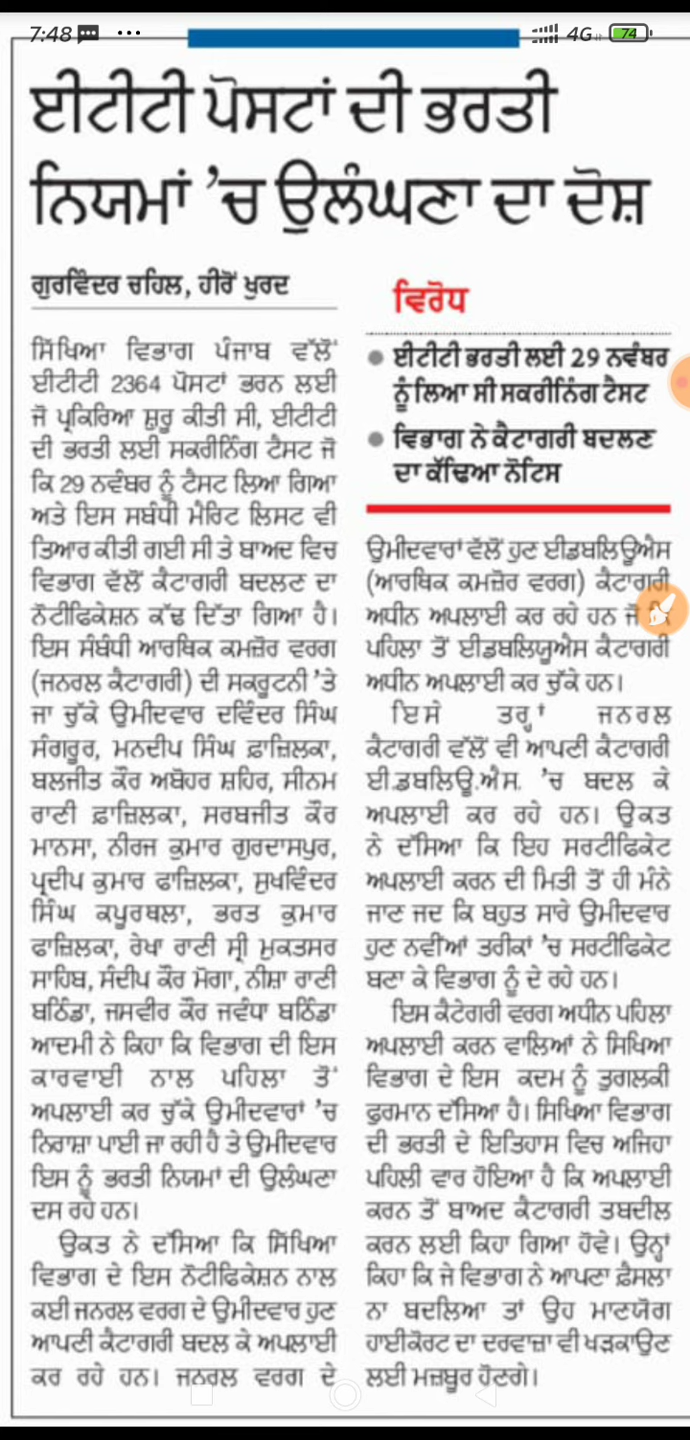 7:48
4G
74
ਈਟੀਟੀ ਪੋਸਟਾਂ ਦੀ ਭਰਤੀ
ਨਿਯਮਾਂ ’ਚ ਉਲੰਘਣਾ ਦਾ ਦੋਸ਼
ਗੁਰਵਿੰਦਰ ਚਹਿਲ, ਹੀਰੋਂ ਖੁਰਦ
ਸਿੱਖਿਆ ਵਿਭਾਗ ਪੰਜਾਬ ਵੱਲੋਂ
ਈਟੀਟੀ 2364 ਪੋਸਟਾਂ ਭਰਨ ਲਈ
ਜੋ ਪ੍ਰਕਿਰਿਆ ਸ਼ੁਰੂ ਕੀਤੀ ਸੀ, ਈਟੀਟੀ
ਦੀ ਭਰਤੀ ਲਈ ਸਕਰੀਨਿੰਗ ਟੈਸਟ ਜੋ
ਕਿ 29 ਨਵੰਬਰ ਨੂੰ ਟੈਸਟ ਲਿਆ ਗਿਆ
ਅਤੇ ਇਸ ਸਬੰਧੀ ਮੈਰਿਟ ਲਿਸਟ ਵੀ
ਤਿਆਰ ਕੀਤੀ ਗਈ ਸੀ ਤੇ ਬਾਅਦ ਵਿਚ
ਵਿਭਾਗ ਵੱਲੋਂ ਕੈਟਾਗਰੀ ਬਦਲਣ ਦਾ
ਨੋਟੀਫਿਕੇਸ਼ਨ ਕੱਢ ਦਿੱਤਾ ਗਿਆ ਹੈ।
ਇਸ ਸੰਬੰਧੀ ਆਰਥਿਕ ਕਮਜ਼ੋਰ ਵਰਗ
(ਜਨਰਲ ਕੈਟਾਗਰੀ) ਦੀ ਸਕਰੂਟਨੀ ’ਤੇ
ਜਾ ਚੁੱਕੇ ਉਮੀਦਵਾਰ ਦਵਿੰਦਰ ਸਿੰਘ
ਸੰਗਰੂਰ, ਮਨਦੀਪ ਸਿੰਘ ਫ਼ਾਜ਼ਿਲਕਾ,
ਬਲਜੀਤ ਕੌਰ ਅਬੋਹਰ ਸ਼ਹਿਰ, ਸੀਨਮ
ਰਾਣੀ ਫ਼ਾਜ਼ਿਲਕਾ, ਸਰਬਜੀਤ ਕੌਰ
ਮਾਨਸਾ, ਨੀਰਜ ਕੁਮਾਰ ਗੁਰਦਾਸਪੁਰ,
ਪ੍ਰਦੀਪ ਕੁਮਾਰ ਫਾਜ਼ਿਲਕਾ, ਸੁਖਵਿੰਦਰ
ਸਿੰਘ ਕਪੂਰਥਲਾ, ਭਰਤ ਕੁਮਾਰ
ਫਾਜ਼ਿਲਕਾ, ਰੇਖਾ ਰਾਣੀ ਸ੍ਰੀ ਮੁਕਤਸਰ
ਸਾਹਿਬ, ਸੰਦੀਪ ਕੌਰ ਮੋਗਾ, ਨੀਸ਼ਾ ਰਾਣੀ
ਬਠਿੰਡਾ, ਜਸਵੀਰ ਕੌਰ ਜਵੰਧਾ ਬਠਿੰਡਾ
ਆਦਮੀ ਨੇ ਕਿਹਾ ਕਿ ਵਿਭਾਗ ਦੀ ਇਸ
ਕਾਰਵਾਈ ਨਾਲ ਪਹਿਲਾ ਤੋਂ
ਅਪਲਾਈ ਕਰ ਚੁੱਕੇ ਉਮੀਦਵਾਰਾਂ ’ਚ
ਨਿਰਾਸ਼ਾ ਪਾਈ ਜਾ ਰਹੀ ਹੈ ਤੇ ਉਮੀਦਵਾਰ
ਇਸ ਨੂੰ ਭਰਤੀ ਨਿਯਮਾਂ ਦੀ ਉਲੰਘਣਾ
ਦਸ ਰਹੇ ਹਨ।
ਉਕਤ ਨੇ ਦੱਸਿਆ ਕਿ ਸਿੱਖਿਆ
ਵਿਭਾਗ ਦੇ ਇਸ ਨੋਟੀਫਿਕੇਸ਼ਨ ਨਾਲ
ਕਈ ਜਨਰਲ ਵਰਗ ਦੇ ਉਮੀਦਵਾਰ ਹੁਣ
ਆਪਣੀ ਕੈਟਾਗਰੀ ਬਦਲ ਕੇ ਅਪਲਾਈ
ਕਰ ਰਹੇ ਹਨ। ਜਨਰਲ ਵਰਗ ਦੇ
ਵਿਰੋਧ
ਈਟੀਟੀ ਭਰਤੀ ਲਈ 29 ਨਵੰਬਰ
ਨੂੰ ਲਿਆ ਸੀ ਸਕਰੀਨਿੰਗ ਟੈਸਟ
ਵਿਭਾਗ ਨੇ ਕੈਟਾਗਰੀ ਬਦਲਣ
ਦਾ ਕੱਢਿਆ ਨੋਟਿਸ
ਉਮੀਦਵਾਰਾਂ ਵੱਲੋਂ ਹੁਣ ਈਡਬਲਿਊਐਸ
(ਆਰਥਿਕ ਕਮਜ਼ੋਰ ਵਰਗ) ਕੈਟਾਗਰੀ
ਅਧੀਨ ਅਪਲਾਈ ਕਰ ਰਹੇ ਹਨ ਜੋ
ਪਹਿਲਾ ਤੋਂ ਈਡਬਲਿਯੂਐਸ ਕੈਟਾਗਰੀ
ਅਧੀਨ ਅਪਲਾਈ ਕਰ ਚੁੱਕੇ ਹਨ।
ਇਸੇ ਤਰ੍ਹਾਂ ਜਨਰਲ
ਕੈਟਾਗਰੀ ਵੱਲੋਂ ਵੀ ਆਪਣੀ ਕੈਟਾਗਰੀ
ਈ.ਡਬਲਿਊ.ਐਸ. ’ਚ ਬਦਲ ਕੇ
ਅਪਲਾਈ ਕਰ ਰਹੇ ਹਨ। ਉਕਤ
ਨੇ ਦੱਸਿਆ ਕਿ ਇਹ ਸਰਟੀਫਿਕੇਟ
ਅਪਲਾਈ ਕਰਨ ਦੀ ਮਿਤੀ ਤੋਂ ਹੀ ਮੰਨੇ
ਜਾਣ ਜਦ ਕਿ ਬਹੁਤ ਸਾਰੇ ਉਮੀਦਵਾਰ
ਹੁਣ ਨਵੀਂਆਂ ਤਰੀਕਾਂ ’ਚ ਸਰਟੀਫਿਕੇਟ
ਬਣਾ ਕੇ ਵਿਭਾਗ ਨੂੰ ਦੇ ਰਹੇ ਹਨ।
ਇਸ ਕੈਟੇਗਰੀ ਵਰਗ ਅਧੀਨ ਪਹਿਲਾ
ਅਪਲਾਈ ਕਰਨ ਵਾਲਿਆਂ ਨੇ ਸਿਖਿਆ
ਵਿਭਾਗ ਦੇ ਇਸ ਕਦਮ ਨੂੰ ਤੁਗਲਕੀ
ਫੁਰਮਾਨ ਦੱਸਿਆ ਹੈ। ਸਿਖਿਆ ਵਿਭਾਗ
ਦੀ ਭਰਤੀ ਦੇ ਇਤਿਹਾਸ ਵਿਚ ਅਜਿਹਾ
ਪਹਿਲੀ ਵਾਰ ਹੋਇਆ ਹੈ ਕਿ ਅਪਲਾਈ
ਕਰਨ ਤੋਂ ਬਾਅਦ ਕੈਟਾਗਰੀ ਤਬਦੀਲ
ਕਰਨ ਲਈ ਕਿਹਾ ਗਿਆ ਹੋਵੇ। ਉਨ੍ਹਾਂ
ਕਿਹਾ ਕਿ ਜੇ ਵਿਭਾਗ ਨੇ ਆਪਣਾ ਫ਼ੈਸਲਾ
ਨਾ ਬਦਲਿਆ ਤਾਂ ਉਹ ਮਾਣਯੋਗ
ਹਾਈਕੋਰਟ ਦਾ ਦਰਵਾਜ਼ਾ ਵੀ ਖੜਕਾਉਣ
ਲਈ ਮਜ਼ਬੂਰ ਹੋਣਗੇ।